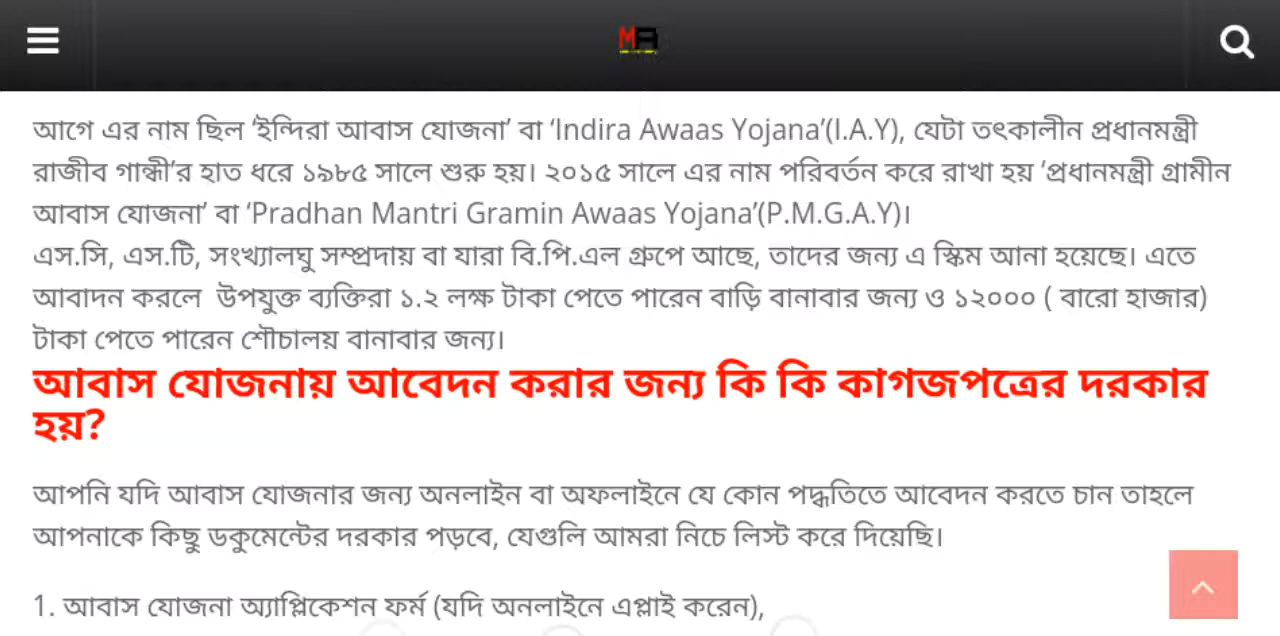 MA
আগে এর নাম ছিল ‘ইন্দিরা আবাস যোজনা’ বা ‘Indira Awaas Yojana’(I.A.Y), যেটা তৎকালীন প্রধানমন্ত্রী
রাজীব গান্ধী’র হাত ধরে ১৯৮৫ সালে শুরু হয়। ২০১৫ সালে এর নাম পরিবর্তন করে রাখা হয় ‘প্রধানমন্ত্রী গ্রামীন
আবাস যোজনা’ বা ‘Pradhan Mantri Gramin Awaas Yojana’(P.M.G.A.Y)।
এস.সি, এস.টি, সংখ্যালঘু সম্প্রদায় বা যারা বি.পি.এল গ্রুপে আছে, তাদের জন্য এ স্কিম আনা হয়েছে। এতে
আবাদন করলে উপযুক্ত ব্যক্তিরা ১.২ লক্ষ টাকা পেতে পারেন বাড়ি বানাবার জন্য ও ১২০০০ ( বারো হাজার)
টাকা পেতে পারেন শৌচালয় বানাবার জন্য।
আবাস যোজনায় আবেদন করার জন্য কি কি কাগজপত্রের দরকার
হয়?
আপনি যদি আবাস যোজনার জন্য অনলাইন বা অফলাইনে যে কোন পদ্ধতিতে আবেদন করতে চান তাহলে
আপনাকে কিছু ডকুমেন্টের দরকার পড়বে, যেগুলি আমরা নিচে লিস্ট করে দিয়েছি।
1. আবাস যোজনা অ্যাপ্লিকেশন ফর্ম (যদি অনলাইনে এপ্লাই করেন),